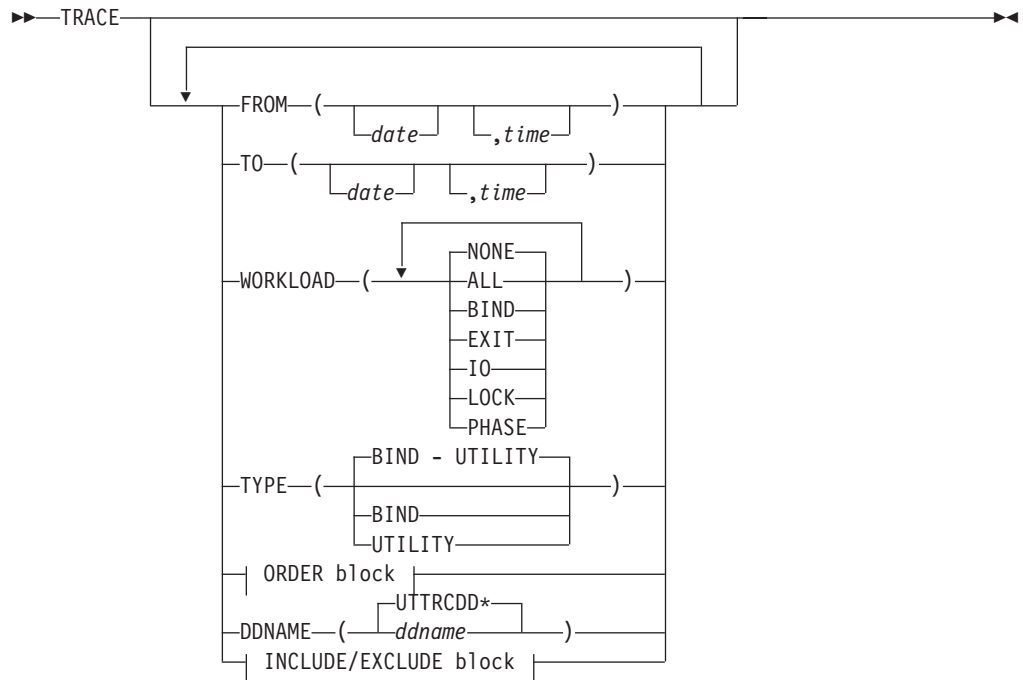 TRACE
FROM ( date ,time )
TO ( date ,time )
WORKLOAD ( NONE )
ALL
BIND
EXIT
IO
LOCK
PHASE
TYPE ( BIND - UTILITY )
BIND
UTILITY
ORDER block
DDNAME ( UTTRCDD* )
ddname
INCLUDE/EXCLUDE block